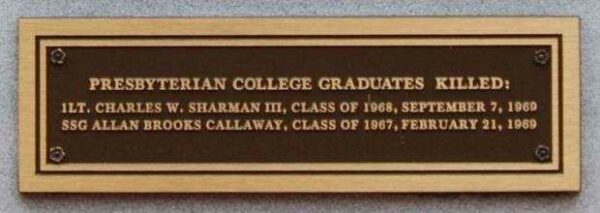 PRESBYTERIAN COLLEGE GRADUATES KILLED:
1LT. CHARLES W. SHARMAN III, CLASS OF 1968, SEPTEMBER 7, 1969
SSG ALLAN BROOKS CALLAWAY, CLASS OF 1967, FEBRUARY 21, 1969